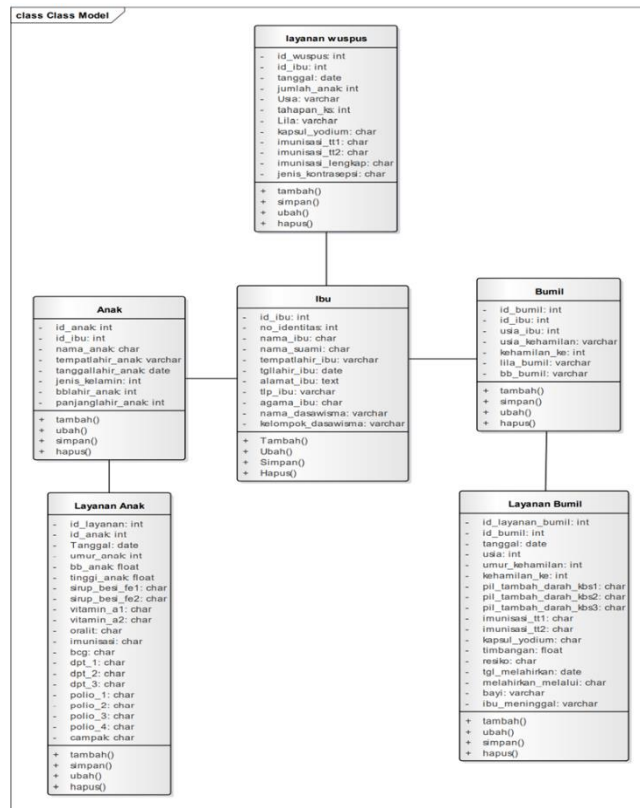 class Class Model
layanan wuspus
- id_wuspus: int
- id_ibu: int
- tanggal: date
- jumlah_anak: int
- Usia: varchar
- tahapan_ks: int
- Lila: varchar
- kapsul_yodium: char
- imunisasi_tt1: char
- imunisasi_tt2: char
- imunisasi_lengkap: char
- jenis_kontrasepsi: char
+ tambah()
+ simpan()
+ ubah()
+ hapus()
Anak
- id_anak: int
- id_ibu: int
- nama_anak: char
- tempatlahir_anak: varchar
- tanggallahir_anak: date
- jenis_kelamin: int
- bblahir_anak: int
- panjanglahir_anak: int
+ tambah()
+ ubah()
+ simpan()
+ hapus()
Ibu
- id_ibu: int
- no_identitas: int
- nama_ibu: char
- nama_suami: char
- tempatlahir_ibu: varchar
- tgllahir_ibu: date
- alamat_ibu: text
- tlp_ibu: varchar
- agama_ibu: char
- nama_dasawisma: varchar
- kelompok_dasawisma: varchar
+ Tambah()
+ Ubah()
+ Simpan()
+ Hapus()
Bumil
- id_bumil: int
- id_ibu: int
- usia_ibu: int
- usia_kehamilan: varchar
- kehamilan_ke: int
- lila_bumil: varchar
- bb_bumil: varchar
+ tambah()
+ simpan()
+ ubah()
+ hapus()
Layanan Anak
- id_layanan: int
- id_anak: int
- Tanggal: date
- umur_anak: int
- bb_anak: float
- tinggi_anak: float
- sirup_besi_fe1: char
- sirup_besi_fe2: char
- vitamin_a1: char
- vitamin_a2: char
- oralit: char
- imunisasi: char
- bcg: char
- dpt_1: char
- dpt_2: char
- dpt_3: char
- polio_1: char
- polio_2: char
- polio_3: char
- polio_4: char
- campak: char
+ tambah()
+ simpan()
+ ubah()
+ hapus()
Layanan Bumil
- id_layanan_bumil: int
- id_bumil: int
- tanggal: date
- usia: int
- umur_kehamilan: int
- kehamilan_ke: int
- pil_tambah_darah_kbs1: char
- pil_tambah_darah_kbs2: char
- pil_tambah_darah_kbs3: char
- imunisasi_tt1: char
- imunisasi_tt2: char
- kapsul_yodium: char
- timbangan: float
- resiko: char
- tgl_melahirkan: date
- melahirkan_melalui: char
- bayi: varchar
- ibu_meninggal: varchar
+ tambah()
+ ubah()
+ simpan()
+ hapus()